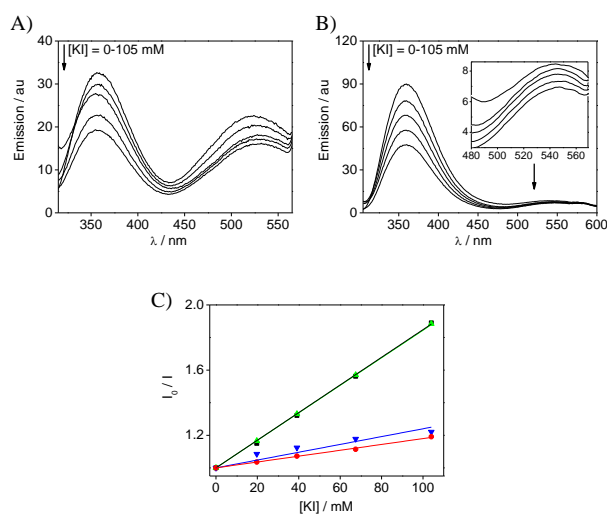 A)
[KI] = 0-105 mM
Emission / au
40
30
20
10
0
350 400 450 500 550
λ / nm
B)
[KI] = 0-105 mM
Emission / au
120
90
60
30
0
350 400 450 500 550 600
λ / nm
8
6
4
480 500 520 540 560
C)
I₀ / I
2.0
1.6
1.2
0 20 40 60 80 100
[KI] / mM